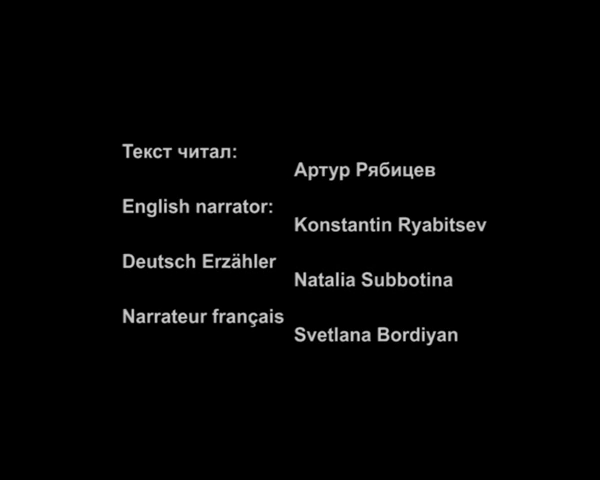 Текст читал:
Артур Рябицев
English narrator:
Konstantin Ryabitsev
Deutsch Erzähler
Natalia Subbotina
Narrateur français
Svetlana Bordiyan